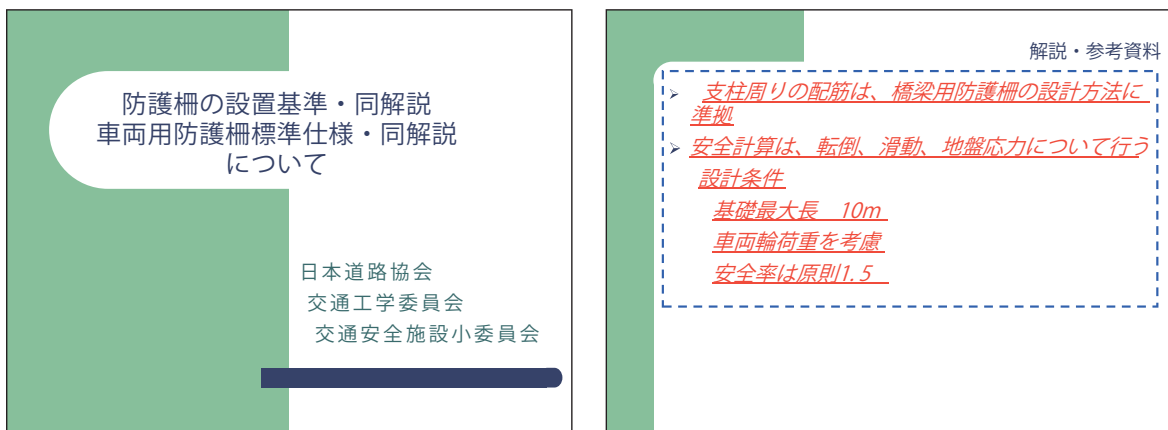 防護柵の設置基準・同解説
車両用防護柵標準仕様・同解説
について
日本道路協会
交通工学委員会
交通安全施設小委員会
解説・参考資料
➢ 支柱周りの配筋は、橋梁用防護柵の設計方法に
準拠
➢ 安全計算は、転倒、滑動、地盤応力について行う
設計条件
基礎最大長 10m
車両輪荷重を考慮
安全率は原則1.5